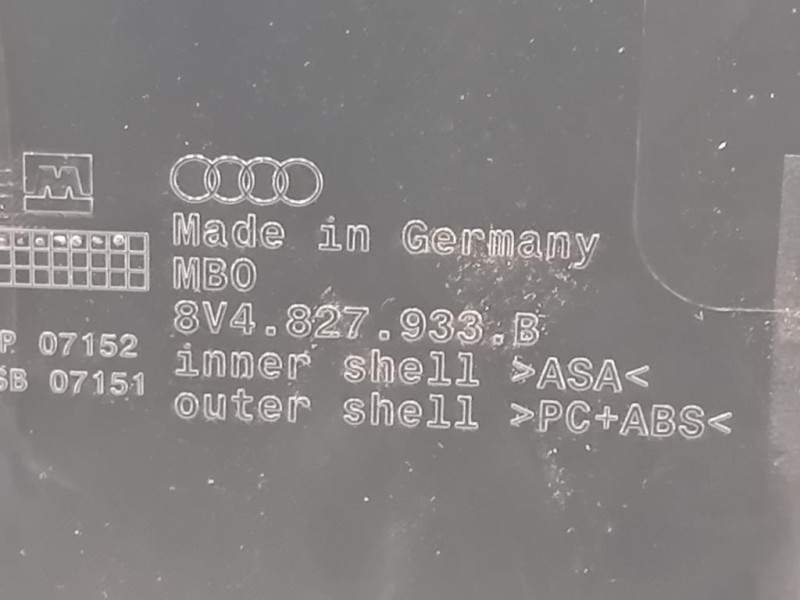 M
Made in Germany
MBO
8V4.827.933.B
P 07152
inner shell >ASA<
SB 07151
outer shell >PC+ABS<